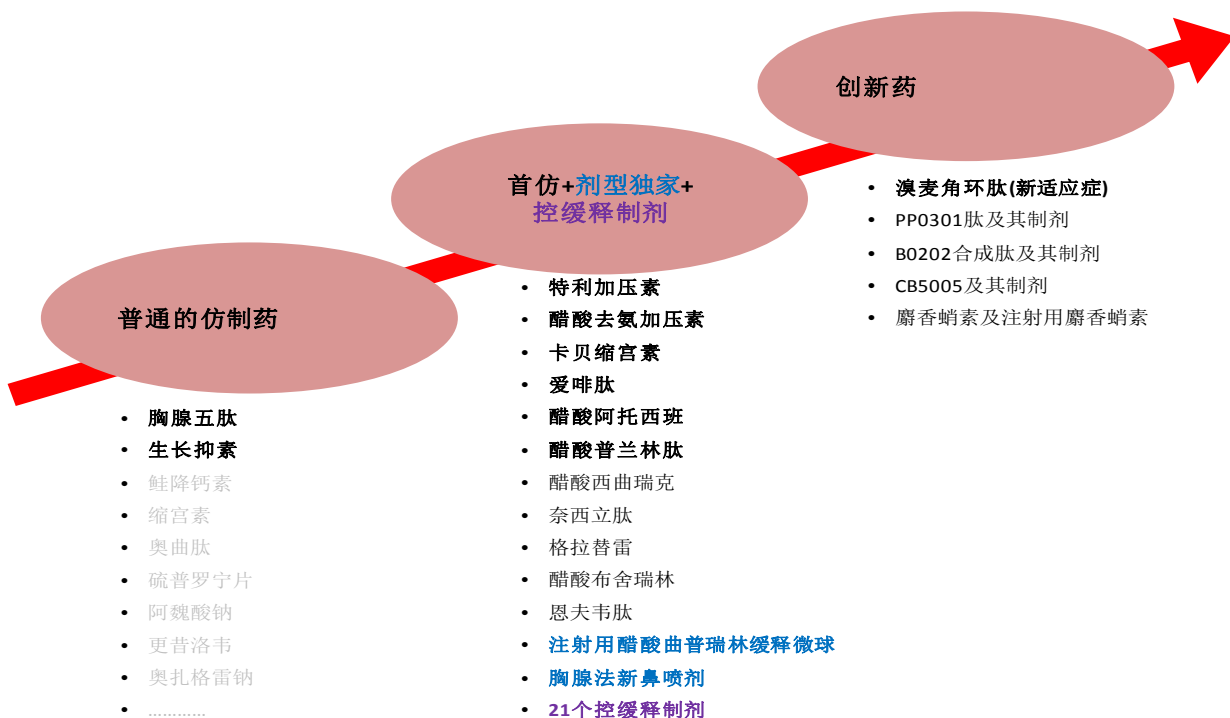 创新药
首仿+剂型独家+
控缓释制剂
普通的仿制药
• 溴麦角环肽(新适应症)
• PP0301肽及其制剂
• B0202合成肽及其制剂
• CB5005及其制剂
• 麝香蛸素及注射用麝香蛸素
• 特利加压素
• 醋酸去氨加压素
• 卡贝缩宫素
• 爱啡肽
• 醋酸阿托西班
• 醋酸普兰林肽
• 醋酸西曲瑞克
• 奈西立肽
• 格拉替雷
• 醋酸布舍瑞林
• 恩夫韦肽
• 注射用醋酸曲普瑞林缓释微球
• 胸腺法新鼻喷剂
• 21个控缓释制剂
• 胸腺五肽
• 生长抑素
• 鲑降钙素
• 缩宫素
• 奥曲肽
• 硫普罗宁片
• 阿魏酸钠
• 更昔洛韦
• 奥扎格雷钠
• …………